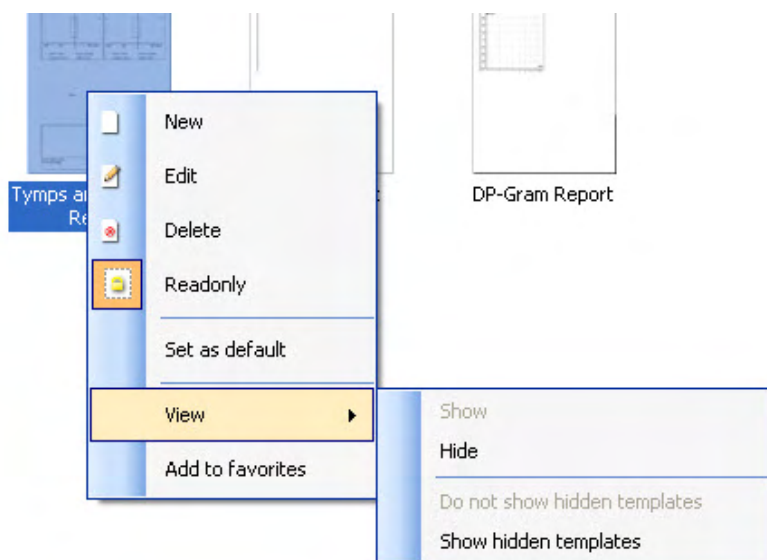 New
Edit
Tymps a
Re
DP-Gram Report
Delete
Readonly
Set as default
View
Show
Hide
Add to favorites
Do not show hidden templates
Show hidden templates